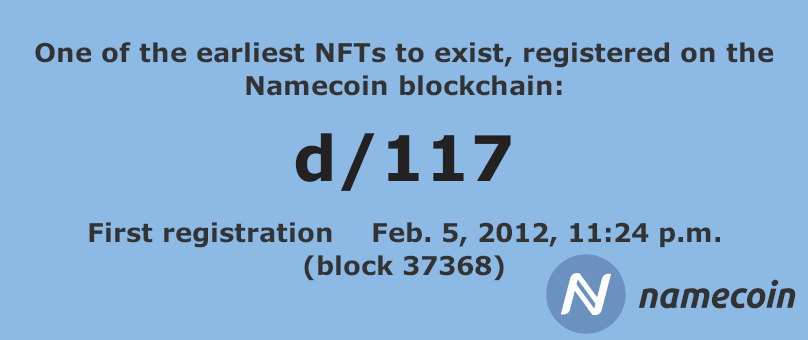 One of the earliest NFTs to exist, registered on the
Namecoin blockchain:
d/117
First registration    Feb. 5, 2012, 11:24 p.m.
(block 37368)
namecoin